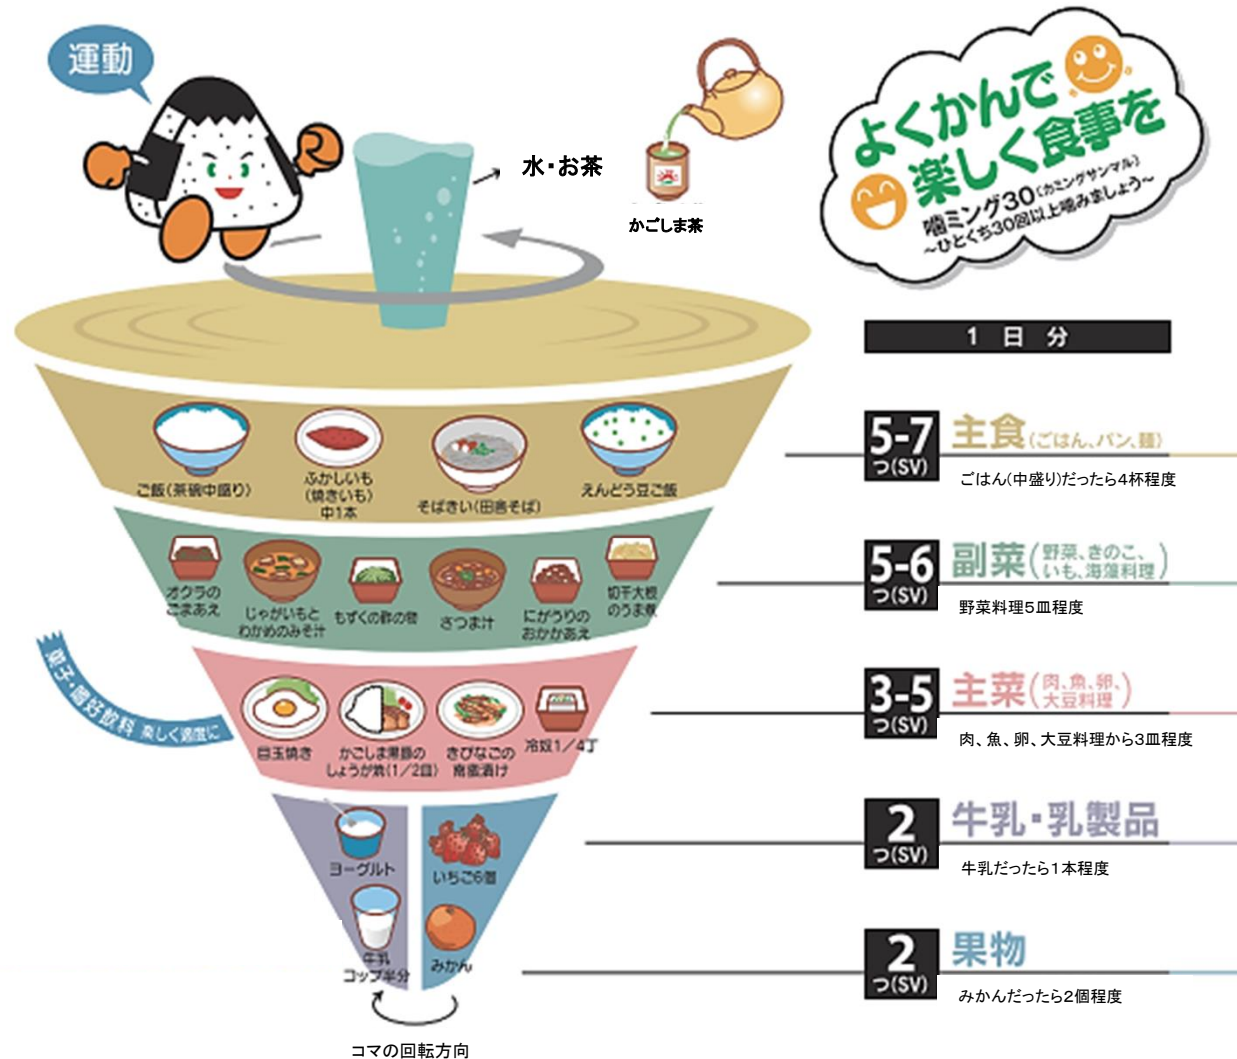 運動
水・お茶
かごしま茶
よくかんで
楽しく食事を
噛ミング30(カミングサンマル)
～ひとくち30回以上噛みましょう～
1日分
ご飯(茶碗中盛り)
ふかしいも
(焼きいも)
中1本
そばきい(田舎そば)
えんどう豆ご飯
5-7
つ(SV)
主食(ごはん、パン、麺)
ごはん(中盛り)だったら4杯程度
オクラの
ごまあえ
じゃがいもと
わかめのみそ汁
もずくの酢の物
さつま汁
にがうりの
おかかあえ
切干大根
のうま煮
5-6
つ(SV)
副菜(野菜、きのこ、
いも、海藻料理)
野菜料理5皿程度
菓子・嗜好飲料 楽しく適度に
目玉焼き
かごしま黒豚の
しょうが焼(1/2皿)
きびなごの
南蛮漬け
冷奴1/4丁
3-5
つ(SV)
主菜(肉、魚、卵、
大豆料理)
肉、魚、卵、大豆料理から3皿程度
ヨーグルト
いちご6個
2
つ(SV)
牛乳・乳製品
牛乳だったら1本程度
牛乳
コップ半分
みかん
2
つ(SV)
果物
みかんだったら2個程度
コマの回転方向